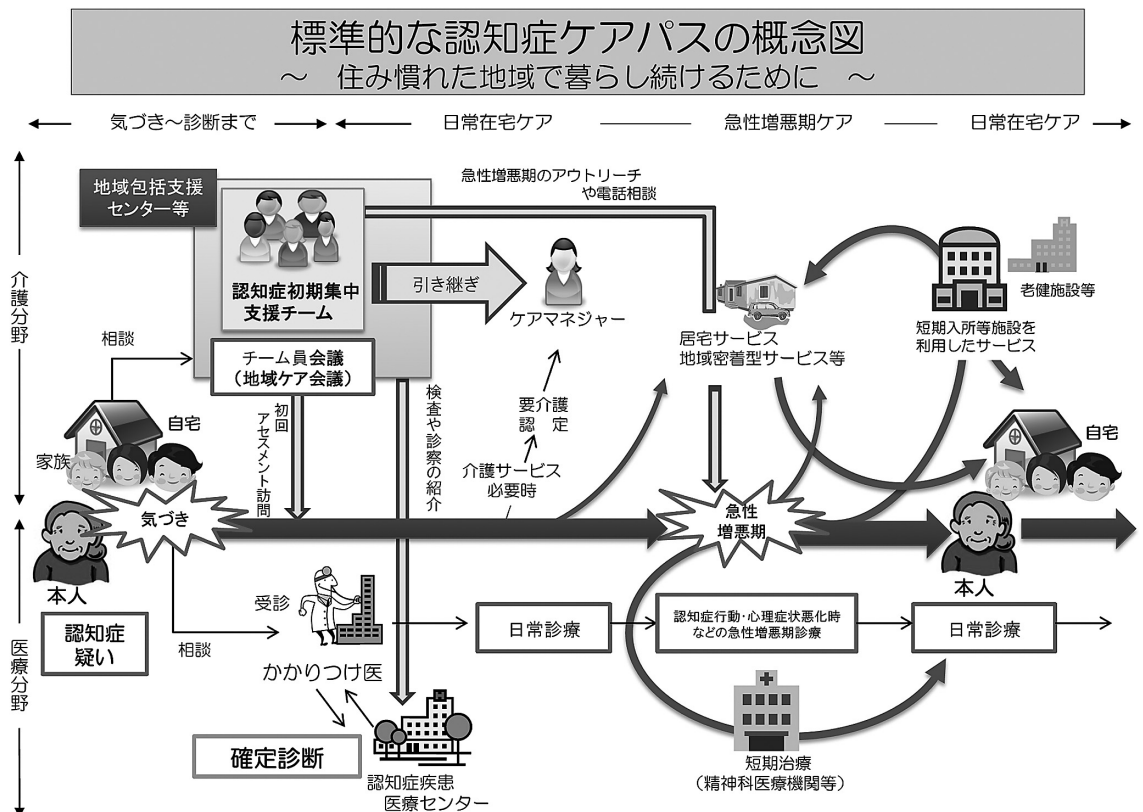 標準的な認知症ケアパスの概念図
～ 住み慣れた地域で暮らし続けるために ～
気づき～診断まで
日常在宅ケア
急性増悪期ケア
日常在宅ケア
介護分野
地域包括支援
センター等
認知症初期集中
支援チーム
チーム員会議
（地域ケア会議）
急性増悪期のアウトリーチ
や電話相談
引き継ぎ
ケアマネジャー
居宅サービス
地域密着型サービス等
老健施設等
短期入所等施設を
利用したサービス
相談
自宅
家族
気づき
本人
初回
アセスメント訪問
検査や診察の紹介
要介護
認定
介護サービス
必要時
急性
増悪期
自宅
本人
医療分野
認知症
疑い
相談
受診
かかりつけ医
日常診療
認知症行動・心理症状悪化時
などの急性増悪期診療
日常診療
確定診断
認知症疾患
医療センター
短期治療
（精神科医療機関等）